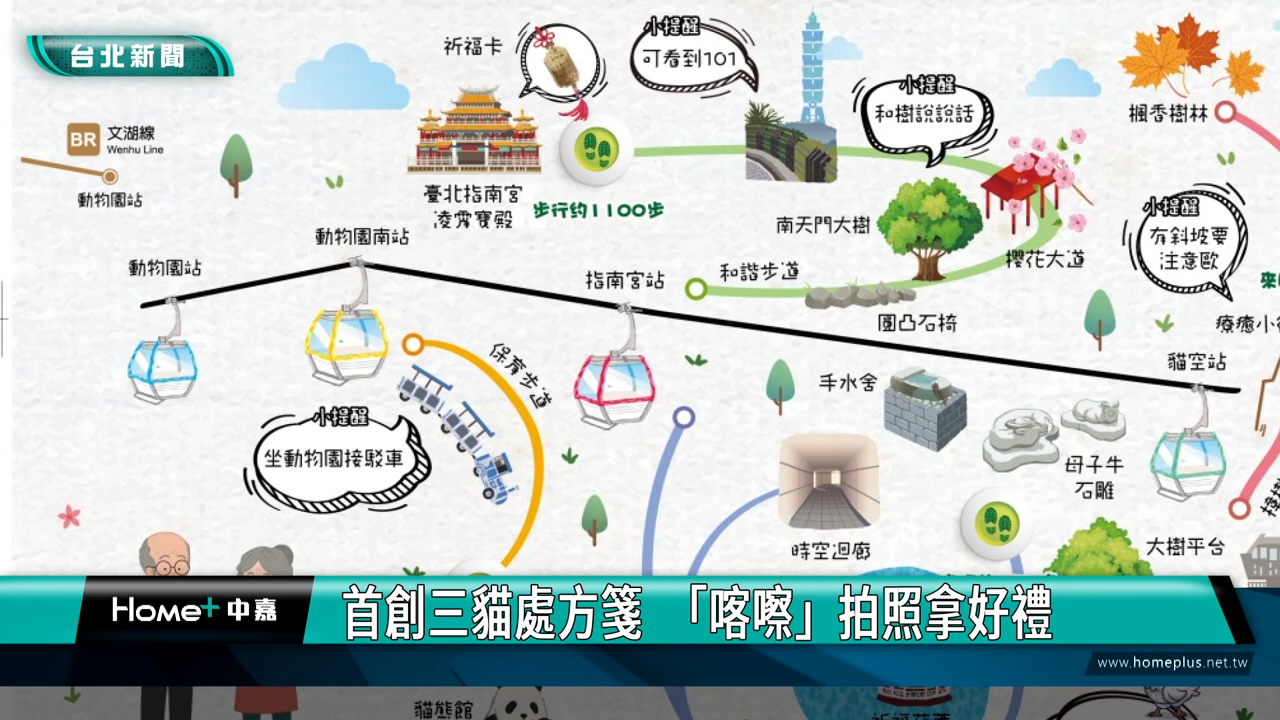 台北新聞
祈福卡
小提醒
可看到101
小提醒
和樹說說話
楓香樹林
BR
文湖線
Wenhu Line
動物園站
臺北指南宮
凌霄寶殿
步行約1100步
南天門大樹
櫻花大道
小提醒
有斜坡要
注意歐
動物園站
動物園南站
指南宮站
和諧步道
圓凸石椅
療癒小
貓空站
保育步道
手水舍
小提醒
坐動物園接駁車
母子牛
石雕
時空迴廊
大樹平台
Home+中嘉
首創三貓處方箋 「喀嚓」拍照拿好禮
www.homeplus.net.tw
貓熊館